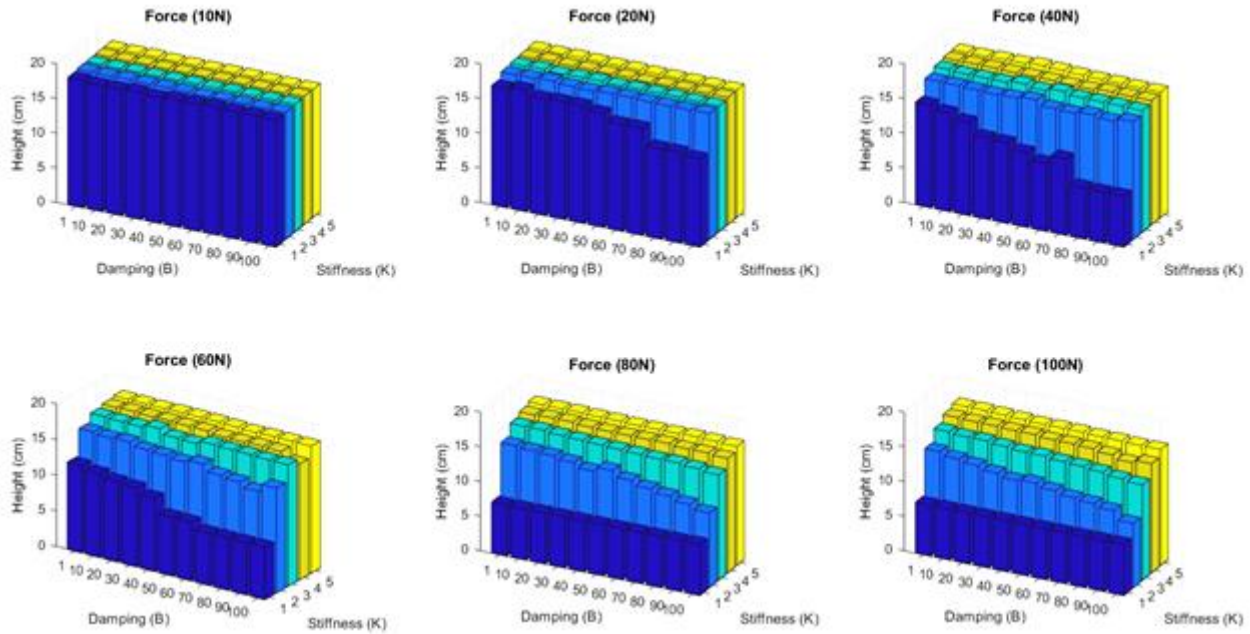 Force (10N)
Height (cm)
20
15
10
5
0
1 10 20 30 40 50 60 70 80 90 100
Damping (B)
1 2 3 4 5
Stiffness (K)
Force (20N)
Height (cm)
20
15
10
5
0
1 10 20 30 40 50 60 70 80 90 100
Damping (B)
1 2 3 4 5
Stiffness (K)
Force (40N)
Height (cm)
20
15
10
5
0
1 10 20 30 40 50 60 70 80 90 100
Damping (B)
1 2 3 4 5
Stiffness (K)
Force (60N)
Height (cm)
20
15
10
5
0
1 10 20 30 40 50 60 70 80 90 100
Damping (B)
1 2 3 4 5
Stiffness (K)
Force (80N)
Height (cm)
20
15
10
5
0
1 10 20 30 40 50 60 70 80 90 100
Damping (B)
1 2 3 4 5
Stiffness (K)
Force (100N)
Height (cm)
20
15
10
5
0
1 10 20 30 40 50 60 70 80 90 100
Damping (B)
1 2 3 4 5
Stiffness (K)